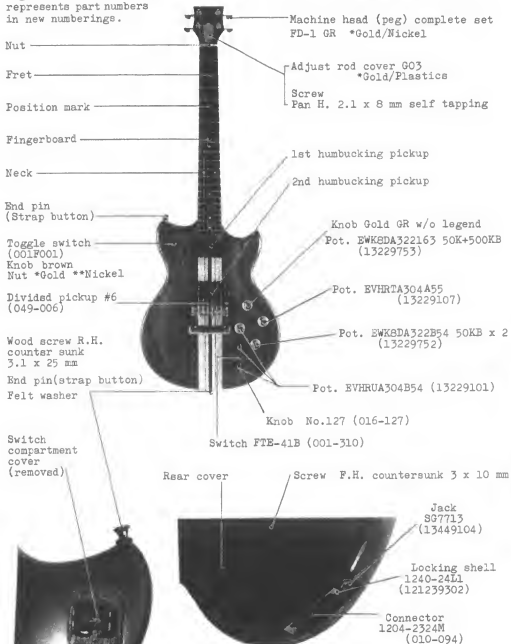 represents part numbers
in new numberings.
Machine head (peg) complete set
FD-1 GR *Gold/Nickel
Nut
Adjust rod cover G03
*Gold/Plastics
Fret
Screw
Pan H. 2.1 x 8 mm self tapping
Position mark
Fingerboard
1st humbucking pickup
Neck
2nd humbucking pickup
End pin
(Strap button)
Knob Gold GR w/o legend
Toggle switch
(001F001)
Knob brown
Nut *Gold **Nickel
Pot. EWK8DA322163 50K+500KB
(13229753)
Divided pickup #6
(049-006)
Pot. EVHRTA304A55
(13229107)
Wood screw R.H.
counter sunk
3.1 x 25 mm
Pot. EWK8DA322B54 50KB x 2
(13229752)
End pin(strap button)
Felt washer
Pot. EVHRUA304B54 (13229101)
Knob No.127 (016-127)
Switch FTE-41B (001-310)
Switch
compartment
cover
(removed)
Rear cover
Screw F.H. countersunk 3 x 10 mm
Jack
SG7713
(13449104)
Locking shell
1240-24L1
(121239302)
Connector
1204-2324M
(010-094)